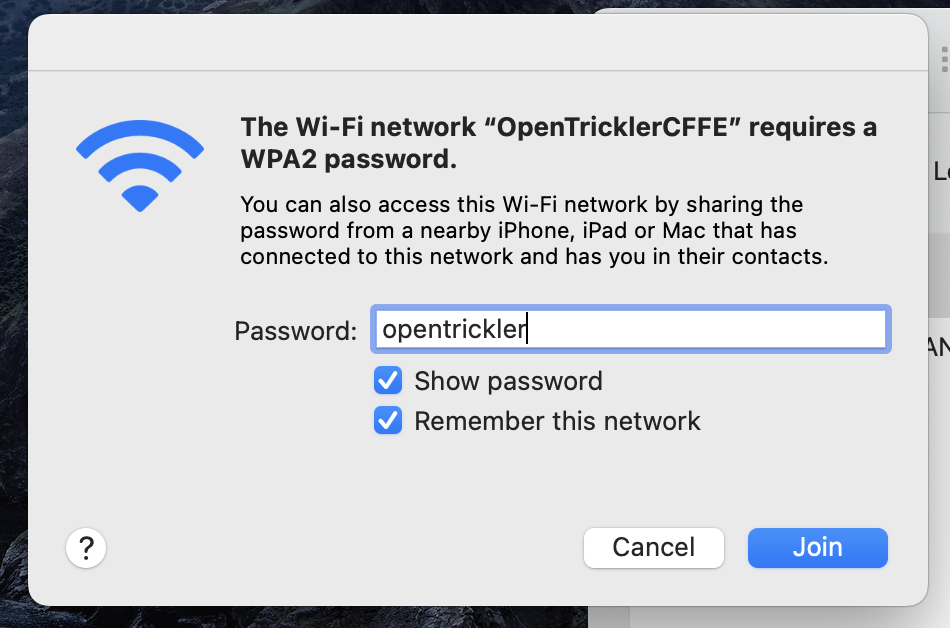 The Wi-Fi network “OpenTricklerCFFE” requires a
WPA2 password.
You can also access this Wi-Fi network by sharing the
password from a nearby iPhone, iPad or Mac that has
connected to this network and has you in their contacts.
Password: opentrickler
Show password
Remember this network
? Cancel Join